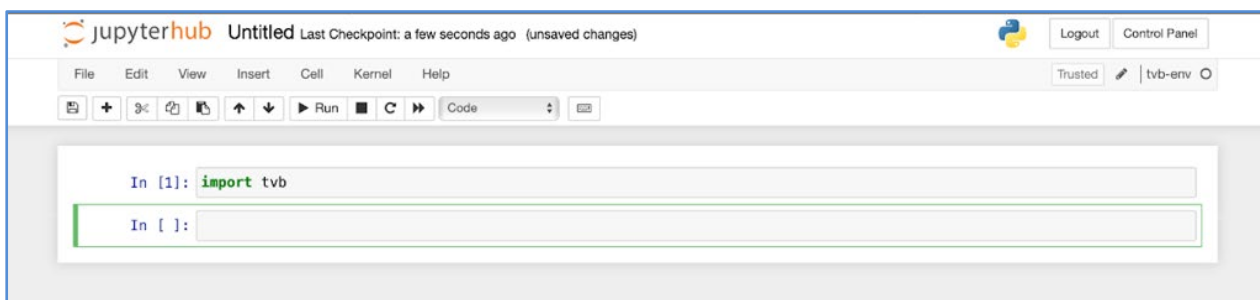 jupyterhub Untitled Last Checkpoint: a few seconds ago (unsaved changes) Logout Control Panel
File Edit View Insert Cell Kernel Help Trusted tvb-env
Run Code
In [1]: import tvb
In [ ]: